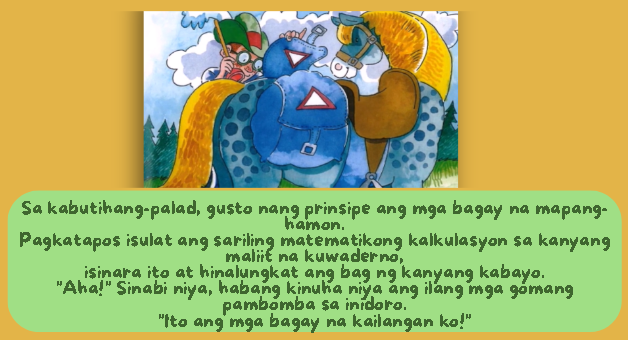 Sa kabutihang-palad, gusto nang prinsipe ang mga bagay na mapang-
hamon.
Pagkatapos isulat ang sariling matematikong kalkulasyon sa kanyang
maliit na kuwaderno,
isinara ito at hinalungkat ang bag ng kanyang kabayo.
"Aha!" Sinabi niya, habang kinuha niya ang ilang mga gomang
pambomba sa inidoro.
"Ito ang mga bagay na kailangan ko!"